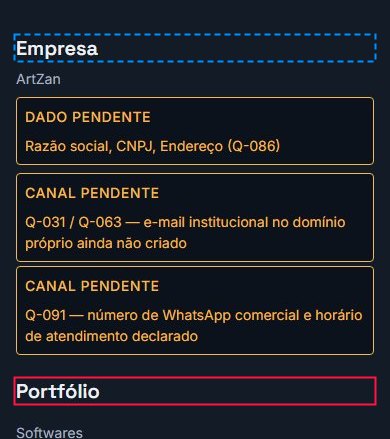 Empresa
ArtZan
DADO PENDENTE
Razão social, CNPJ, Endereço (Q-086)
CANAL PENDENTE
Q-031 / Q-063 — e-mail institucional no domínio
próprio ainda não criado
CANAL PENDENTE
Q-091 — número de WhatsApp comercial e horário
de atendimento declarado
Portfólio
Softwares